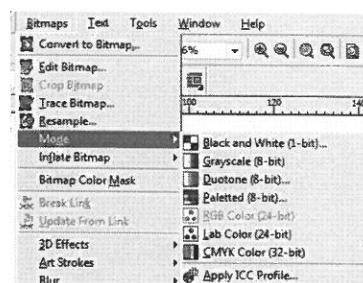 Bitmaps Text Tools Window Help
Convert to Bitmap...
6%
Edit Bitmap...
Crop Bitmap
Trace Bitmap...
Resample...
100 120 140
Mode
Black and White (1-bit)...
Inflate Bitmap
Grayscale (8-bit)
Duotone (8-bit)...
Bitmap Color Mask
Paletted (8-bit)...
Break Link
RGB Color (24-bit)
Update From Link
Lab Color (24-bit)
3D Effects
CMYK Color (32-bit)
Art Strokes
Apply ICC Profile...
Blur